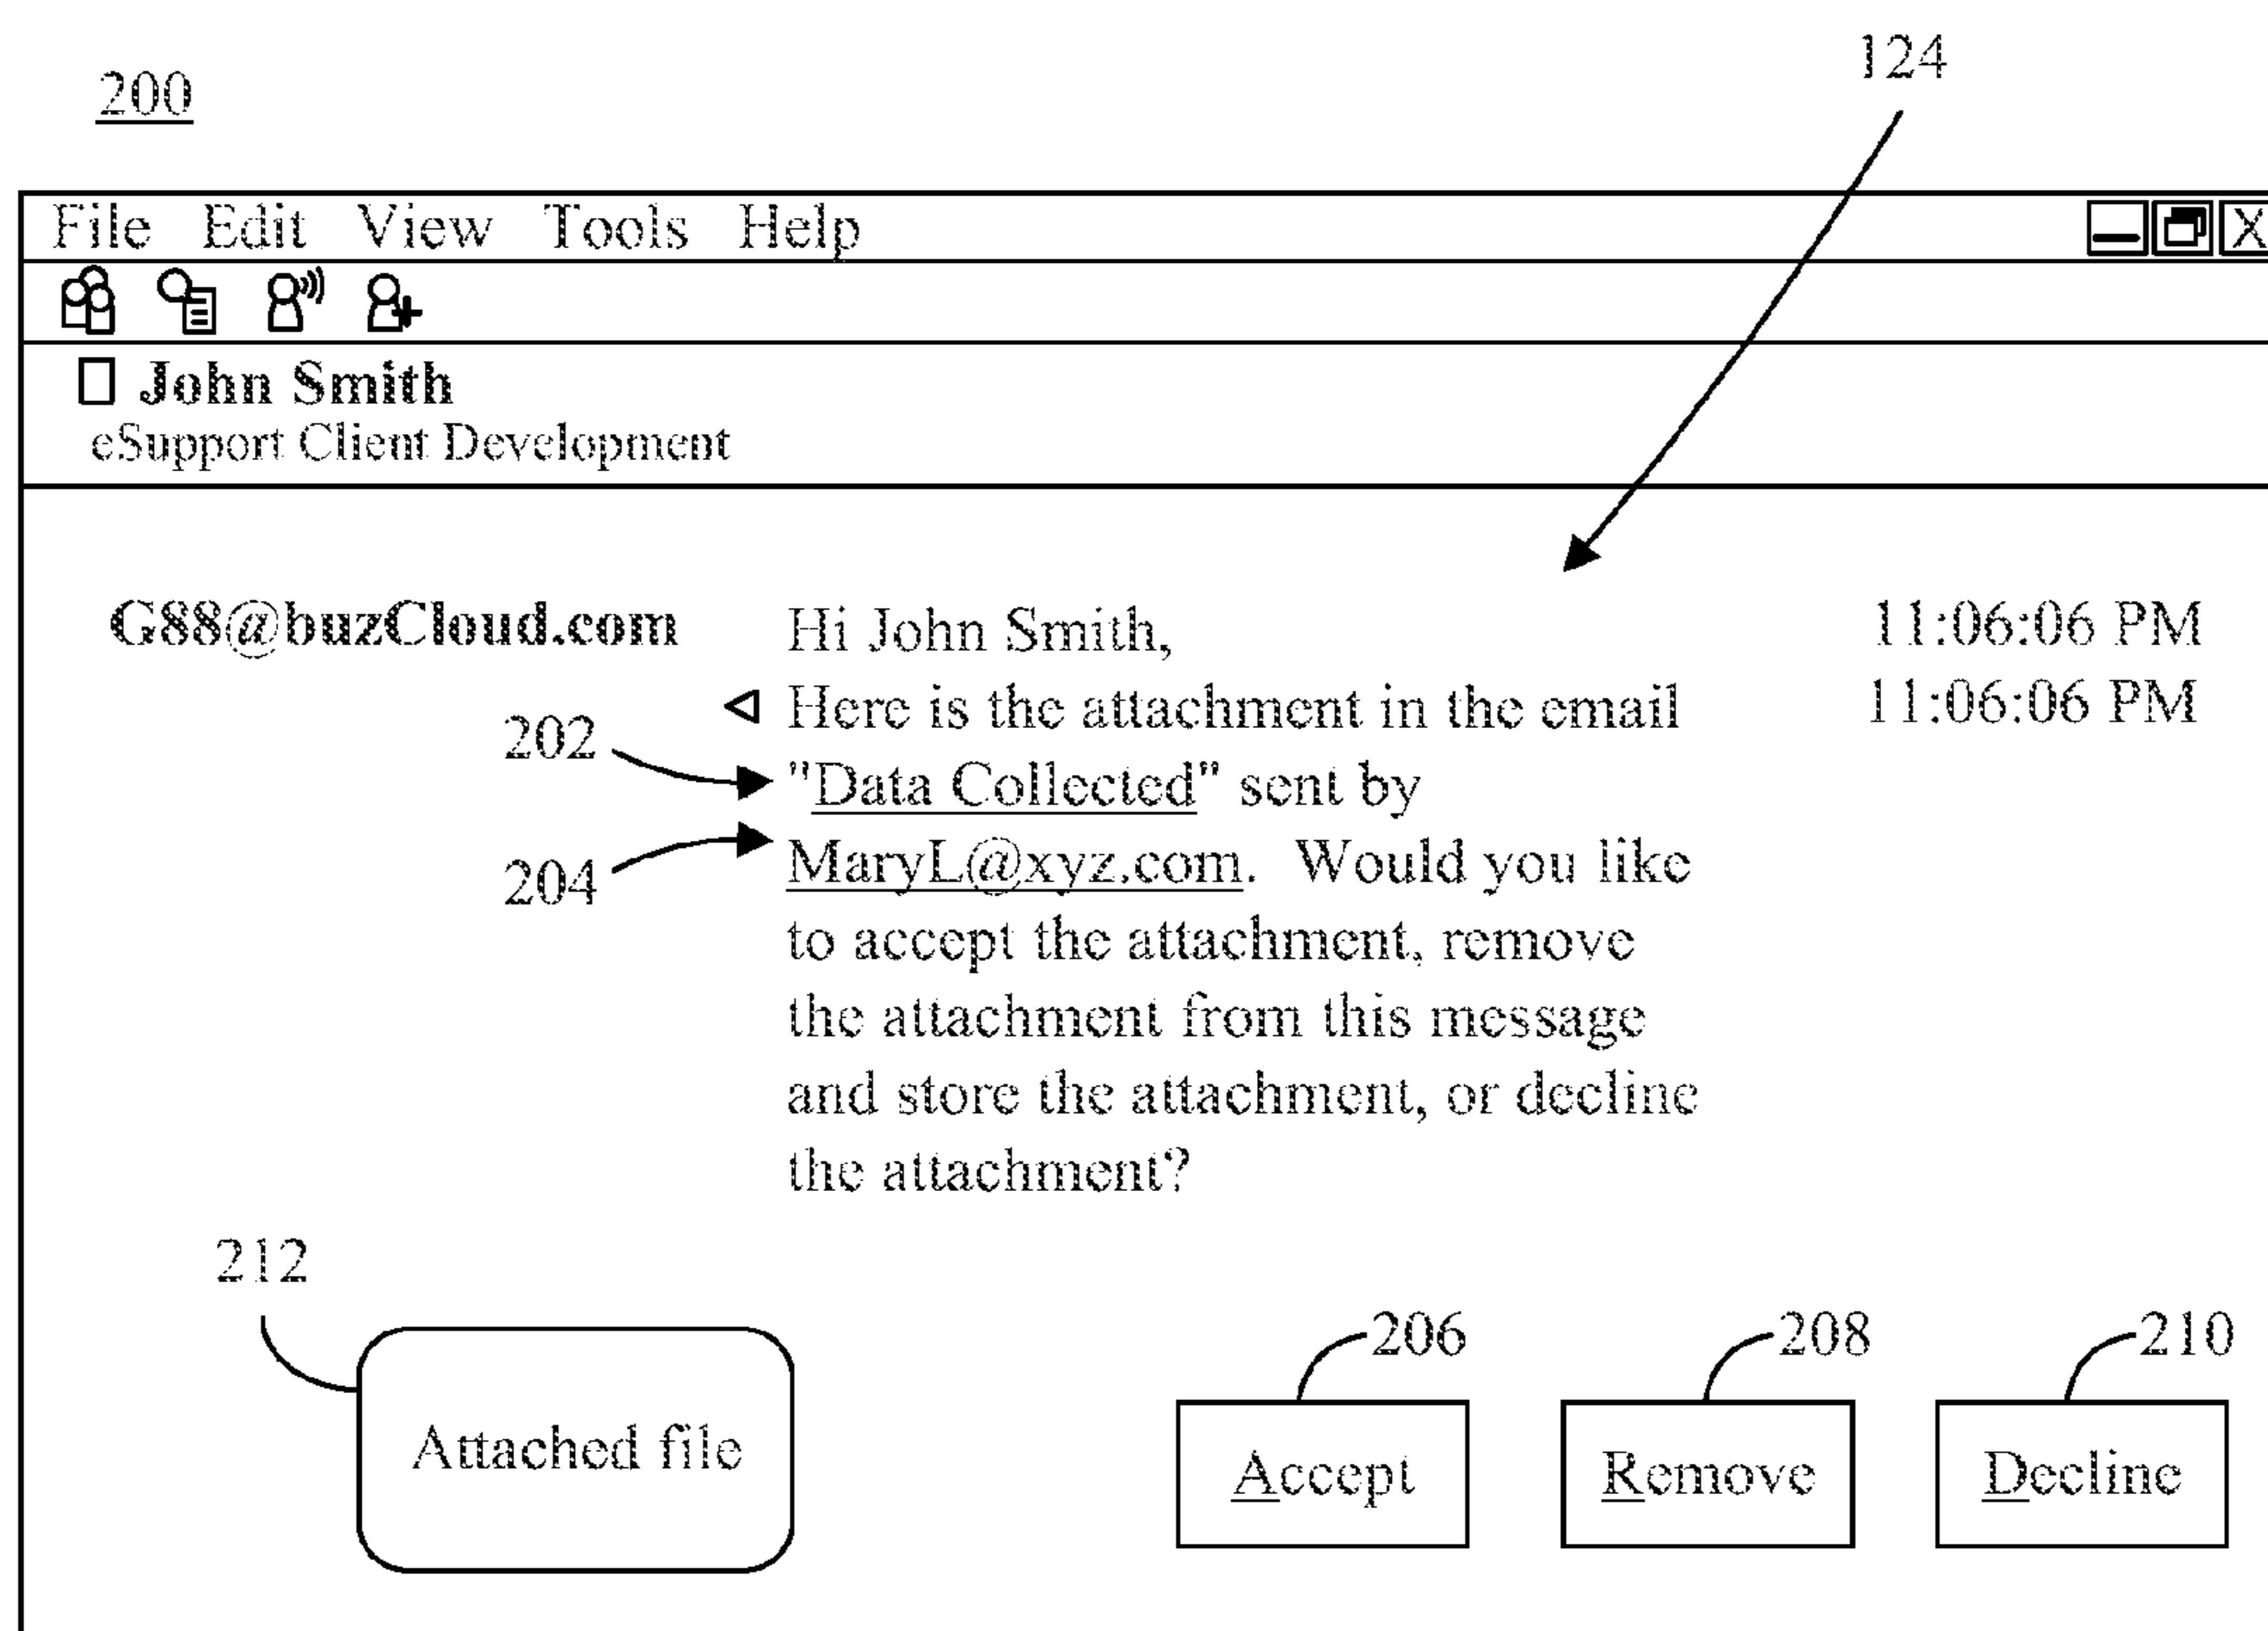 200
124
File Edit View Tools Help
X
John Smith
eSupport Client Development
G88@buzCloud.com Hi John Smith, 11:06:06 PM
Here is the attachment in the email 11:06:06 PM
202
"Data Collected" sent by
204
MaryL@xyz.com. Would you like
to accept the attachment, remove
the attachment from this message
and store the attachment, or decline
the attachment?
212
206 208 210
Attached file
Accept Remove Decline